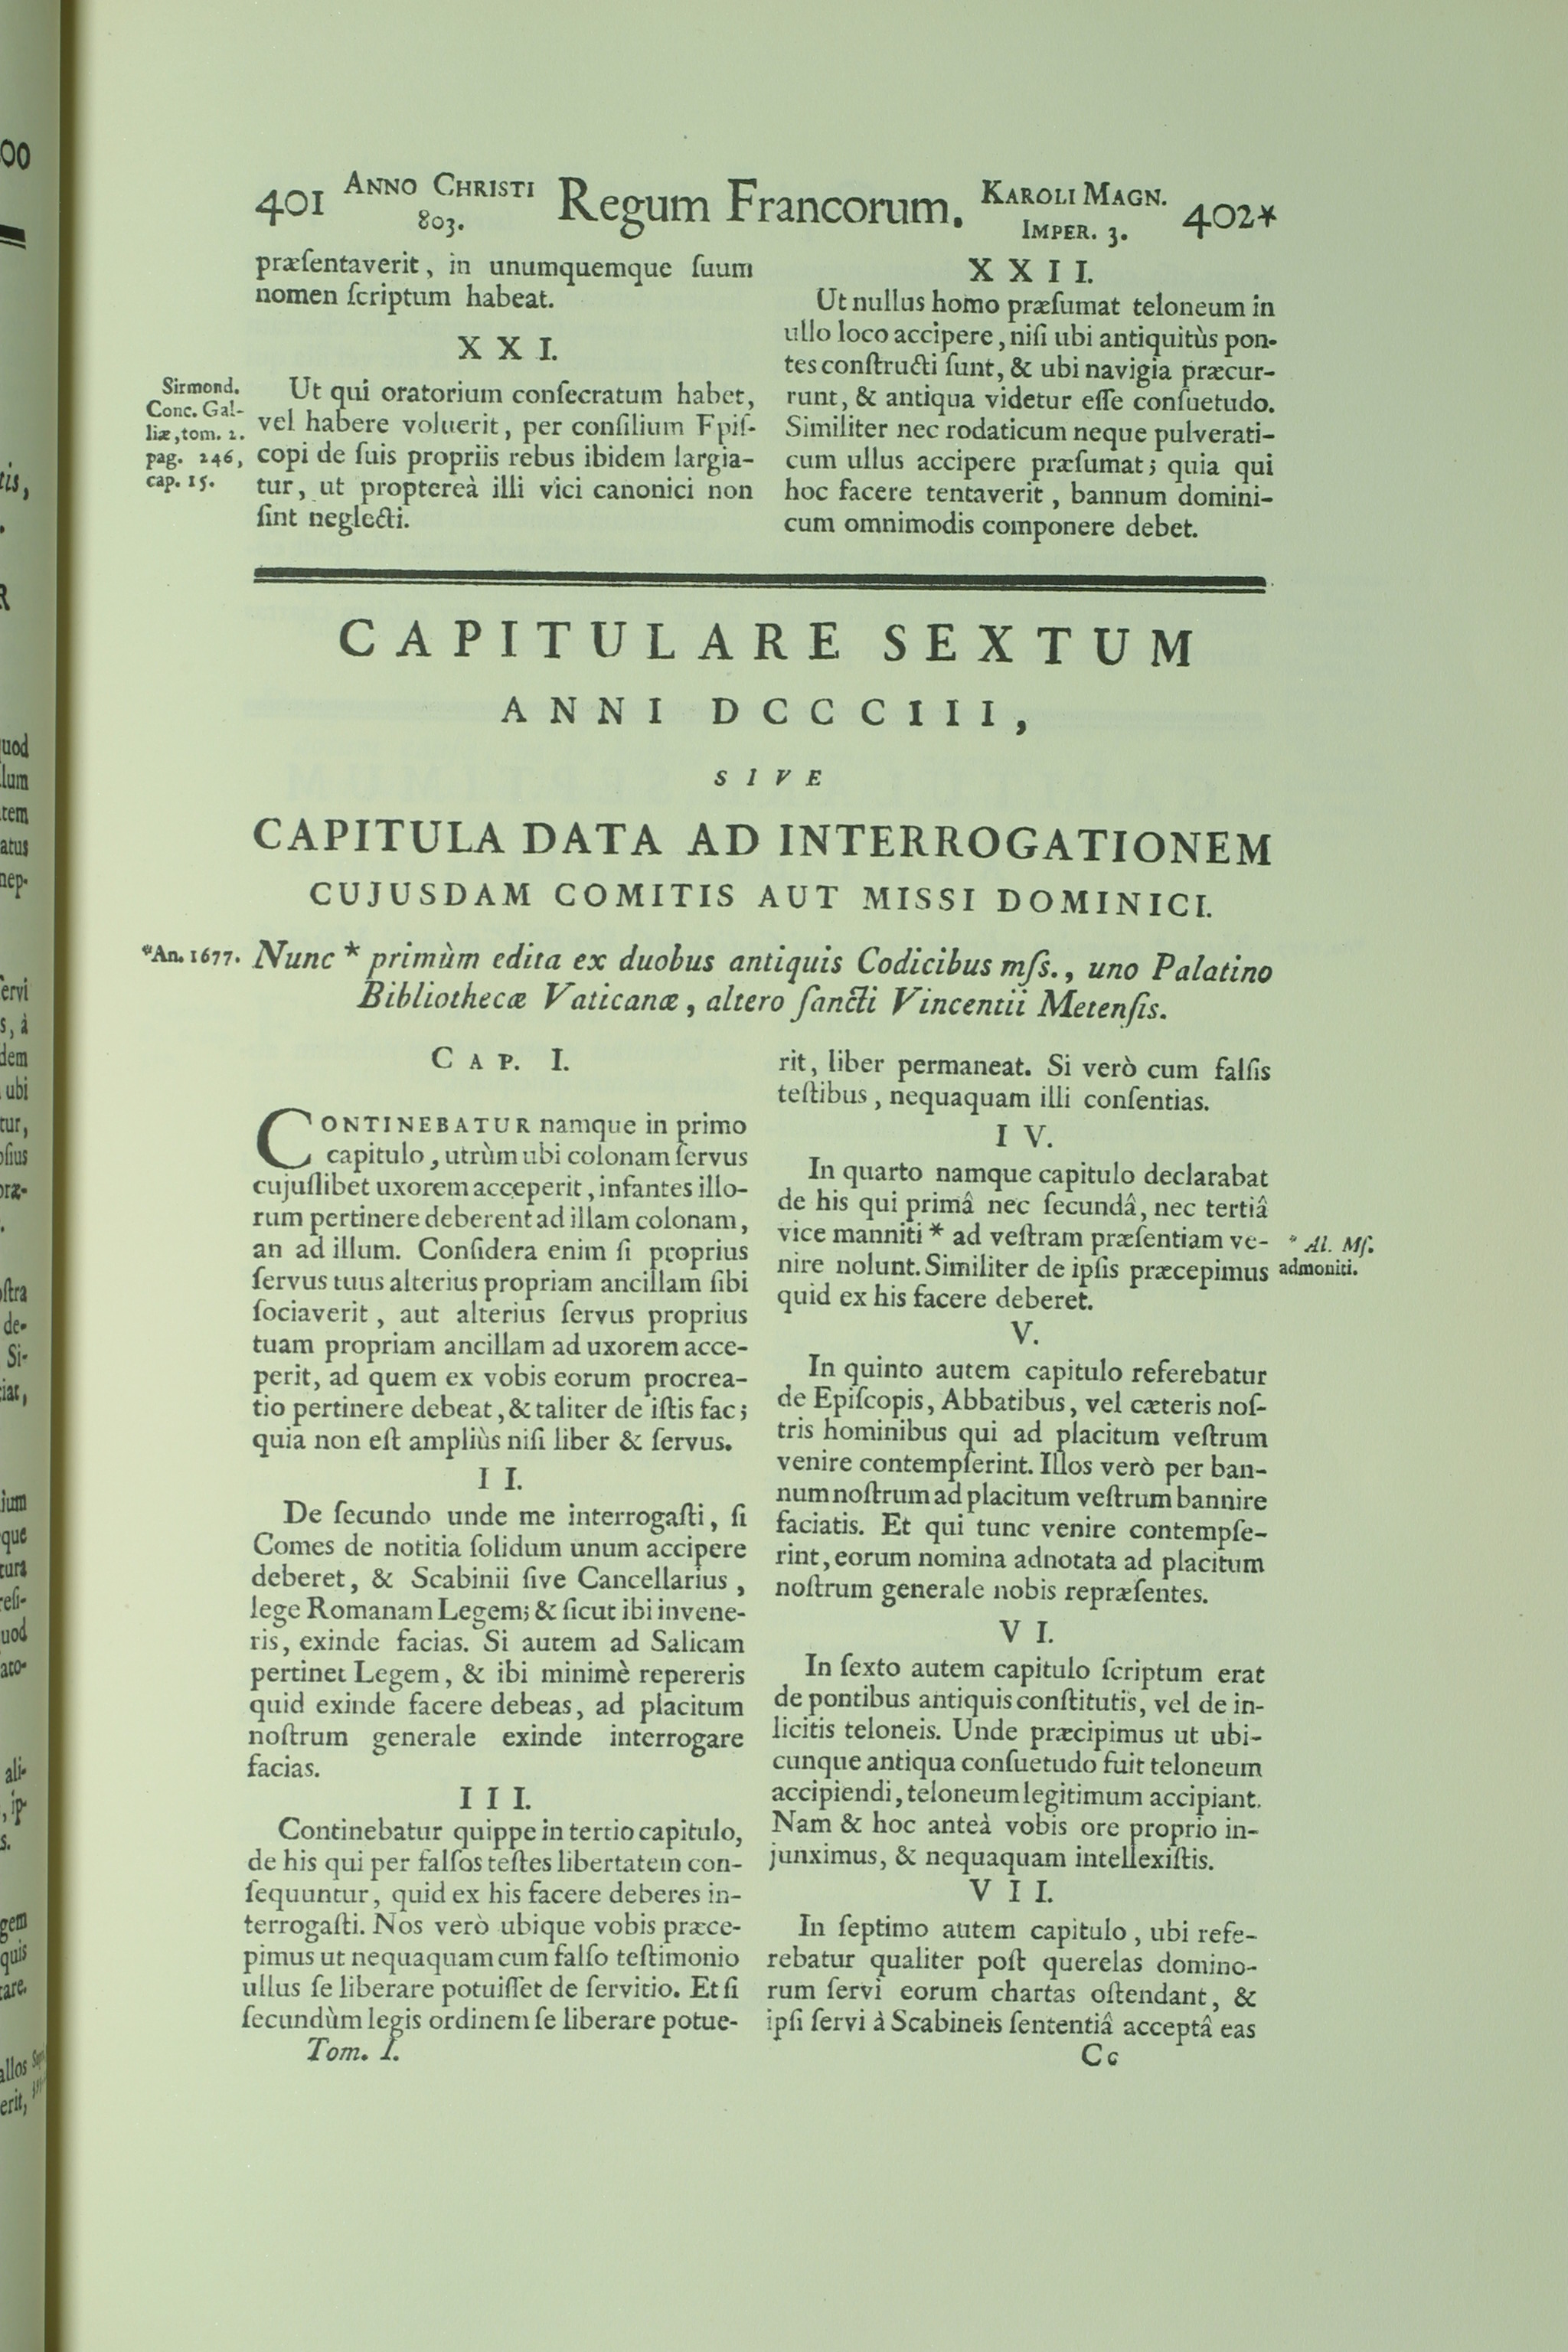 401 ANNO CHRISTI 803. Regum Francorum. KAROLI MAGN. IMPER. 3. 402*
præſentaverit, in unumquemque ſuum
nomen ſcriptum habeat.
XXI.
Sirmond.
Conc. Gal-
liæ, tom. 2.
pag. 246,
cap. 15.
Ut qui oratorium conſecratum habet,
vel habere voluerit, per conſilium Epiſ-
copi de ſuis propriis rebus ibidem largia-
tur, ut proptereà illi vici canonici non
ſint neglecti.
XXII.
Ut nullus homo præſumat teloneum in
ullo loco accipere, niſi ubi antiquitùs pon-
tes conſtructi ſunt, & ubi navigia præcur-
runt, & antiqua videtur eſſe conſuetudo.
Similiter nec rodaticum neque pulverati-
cum ullus accipere præſumat; quia qui
hoc facere tentaverit, bannum domini-
cum omnimodis componere debet.
CAPITULARE SEXTUM
ANNI DCCCIII,
SIVE
CAPITULA DATA AD INTERROGATIONEM
CUJUSDAM COMITIS AUT MISSI DOMINICI.
*An. 1677.
Nunc * primùm edita ex duobus antiquis Codicibus mſs., uno Palatino
Bibliothecæ Vaticanæ, altero ſancti Vincentii Metenſis.
CAP. I.
CONTINEBATUR namque in primo
capitulo, utrùm ubi colonam ſervus
cujuſlibet uxorem acceperit, infantes illo-
rum pertinere deberent ad illam colonam,
an ad illum. Conſidera enim ſi proprius
ſervus tuus alterius propriam ancillam ſibi
ſociaverit, aut alterius ſervus proprius
tuam propriam ancillam ad uxorem acce-
perit, ad quem ex vobis eorum procrea-
tio pertinere debeat, & taliter de iſtis fac;
quia non eſt ampliùs niſi liber & ſervus.
II.
De ſecundo unde me interrogaſti, ſi
Comes de notitia ſolidum unum accipere
deberet, & Scabinii ſive Cancellarius,
lege Romanam Legem; & ſicut ibi invene-
ris, exinde facias. Si autem ad Salicam
pertinet Legem, & ibi minimè repereris
quid exinde facere debeas, ad placitum
noſtrum generale exinde interrogare
facias.
III.
Continebatur quippe in tertio capitulo,
de his qui per falſos teſtes libertatem con-
ſequuntur, quid ex his facere deberes in-
terrogaſti. Nos verò ubique vobis præce-
pimus ut nequaquam cum falſo teſtimonio
ullus ſe liberare potuiſſet de ſervitio. Et ſi
ſecundùm legis ordinem ſe liberare potue-
Tom. I.
rit, liber permaneat. Si verò cum falſis
teſtibus, nequaquam illi conſentias.
IV.
In quarto namque capitulo declarabat
de his qui primâ nec ſecundâ, nec tertiâ
vice manniti * ad veſtram præſentiam ve-
nire nolunt. Similiter de ipſis præcepimus
quid ex his facere deberet.
* Al. Mſ.
admoniti.
V.
In quinto autem capitulo referebatur
de Epiſcopis, Abbatibus, vel cæteris noſ-
tris hominibus qui ad placitum veſtrum
venire contempſerint. Illos verò per ban-
num noſtrum ad placitum veſtrum bannire
faciatis. Et qui tunc venire contempſe-
rint, eorum nomina adnotata ad placitum
noſtrum generale nobis repræſentes.
VI.
In ſexto autem capitulo ſcriptum erat
de pontibus antiquis conſtitutis, vel de in-
licitis teloneis. Unde præcipimus ut ubi-
cunque antiqua conſuetudo fuit teloneum
accipiendi, teloneum legitimum accipiant.
Nam & hoc anteà vobis ore proprio in-
junximus, & nequaquam intellexiſtis.
VII.
In ſeptimo autem capitulo, ubi refe-
rebatur qualiter poſt querelas domino-
rum ſervi eorum chartas oſtendant, &
ipſi ſervi à Scabineis ſententiâ acceptâ eas
Cc